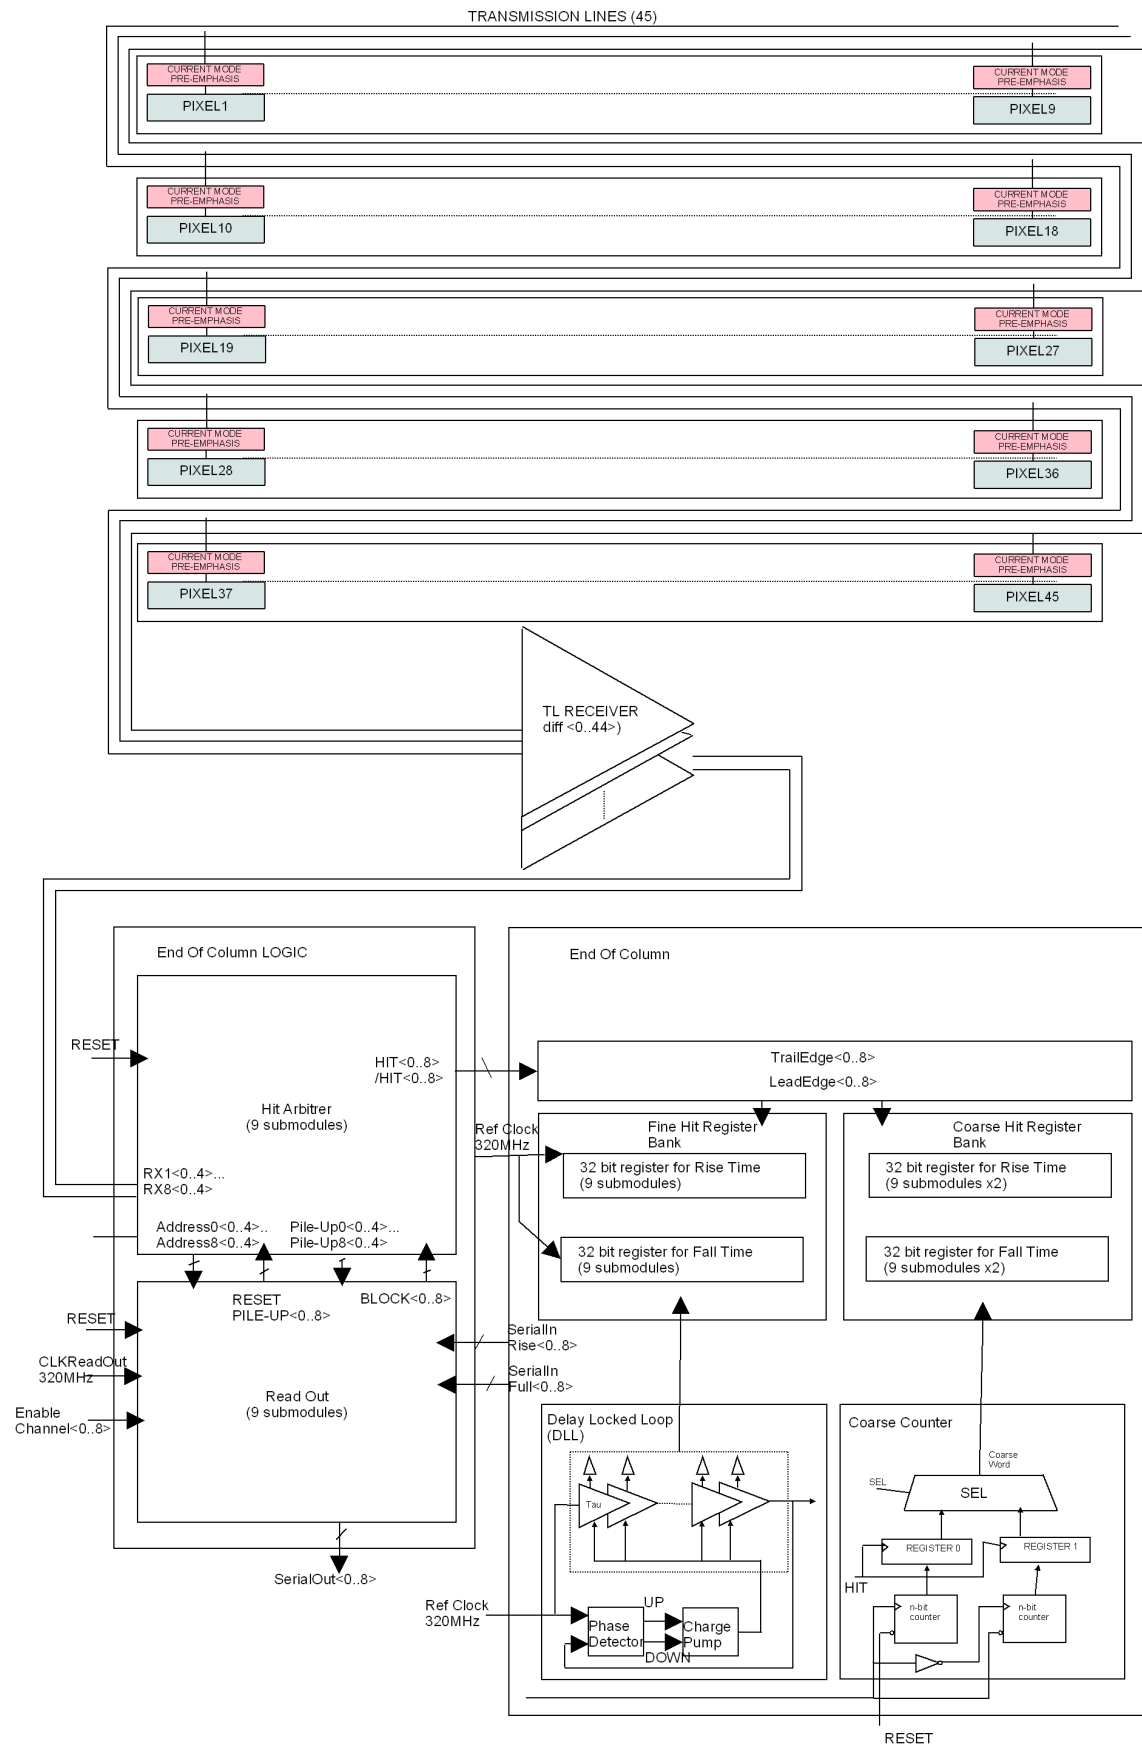 TRANSMISSION LINES (45)
CURRENT MODE
PRE-EMPHASIS
PIXEL1
CURRENT MODE
PRE-EMPHASIS
PIXEL9
CURRENT MODE
PRE-EMPHASIS
PIXEL10
CURRENT MODE
PRE-EMPHASIS
PIXEL18
CURRENT MODE
PRE-EMPHASIS
PIXEL19
CURRENT MODE
PRE-EMPHASIS
PIXEL27
CURRENT MODE
PRE-EMPHASIS
PIXEL28
CURRENT MODE
PRE-EMPHASIS
PIXEL36
CURRENT MODE
PRE-EMPHASIS
PIXEL37
CURRENT MODE
PRE-EMPHASIS
PIXEL45
TL RECEIVER
diff <0..44>)
End Of Column LOGIC
RESET
HIT<0..8>
/HIT<0..8>
Hit Arbitrer
(9 submodules)
RX1<0..4>...
RX8<0..4>
Address0<0..4>..
Address8<0..4>
Pile-Up0<0..4>...
Pile-Up8<0..4>
RESET
PILE-UP<0..8>
BLOCK<0..8>
RESET
CLKReadOut
320MHz
Enable
Channel<0..8>
Read Out
(9 submodules)
SerialOut<0..8>
End Of Column
TrailEdge<0..8>
LeadEdge<0..8>
Ref Clock
320MHz
Fine Hit Register
Bank
32 bit register for Rise Time
(9 submodules)
32 bit register for Fall Time
(9 submodules)
Coarse Hit Register
Bank
32 bit register for Rise Time
(9 submodules x2)
32 bit register for Fall Time
(9 submodules x2)
SerialIn
Rise<0..8>
SerialIn
Full<0..8>
Delay Locked Loop
(DLL)
Tau
Ref Clock
320MHz
Phase
Detector
UP
DOWN
Charge
Pump
Coarse Counter
Coarse
Word
SEL
SEL
REGISTER 0
REGISTER 1
HIT
n-bit
counter
n-bit
counter
RESET